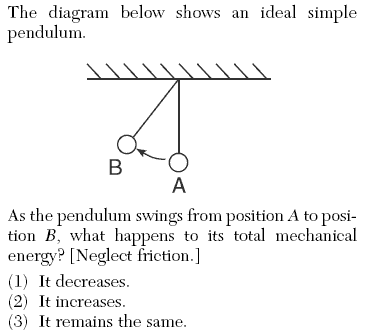 The diagram below shows an ideal simple
pendulum.
B
A
As the pendulum swings from position A to posi-
tion B, what happens to its total mechanical
energy? [Neglect friction.]
(1) It decreases.
(2) It increases.
(3) It remains the same.